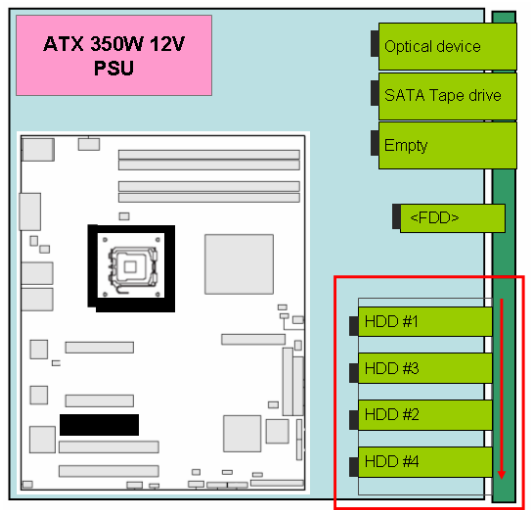 ATX 350W 12V
PSU
Optical device
SATA Tape drive
Empty
<FDD>
HDD #1
HDD #3
HDD #2
HDD #4